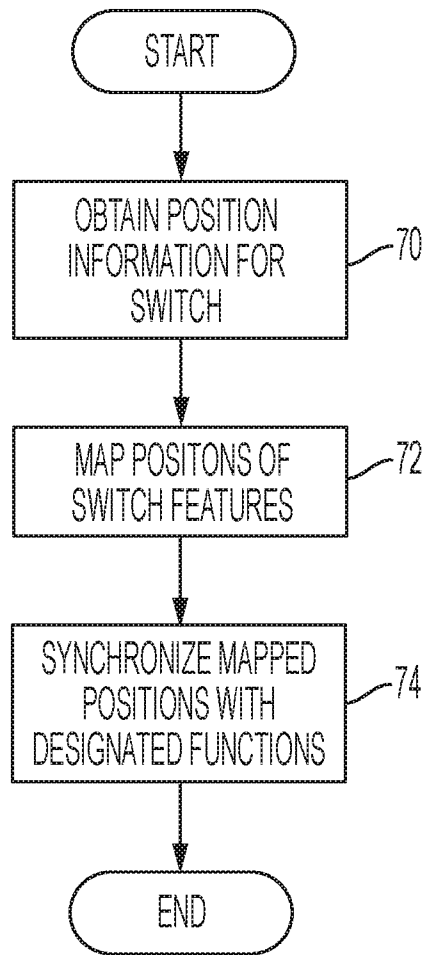 START
OBTAIN POSITION
INFORMATION FOR
SWITCH
70
MAP POSITONS OF
SWITCH FEATURES
72
SYNCHRONIZE MAPPED
POSITIONS WITH
DESIGNATED FUNCTIONS
74
END